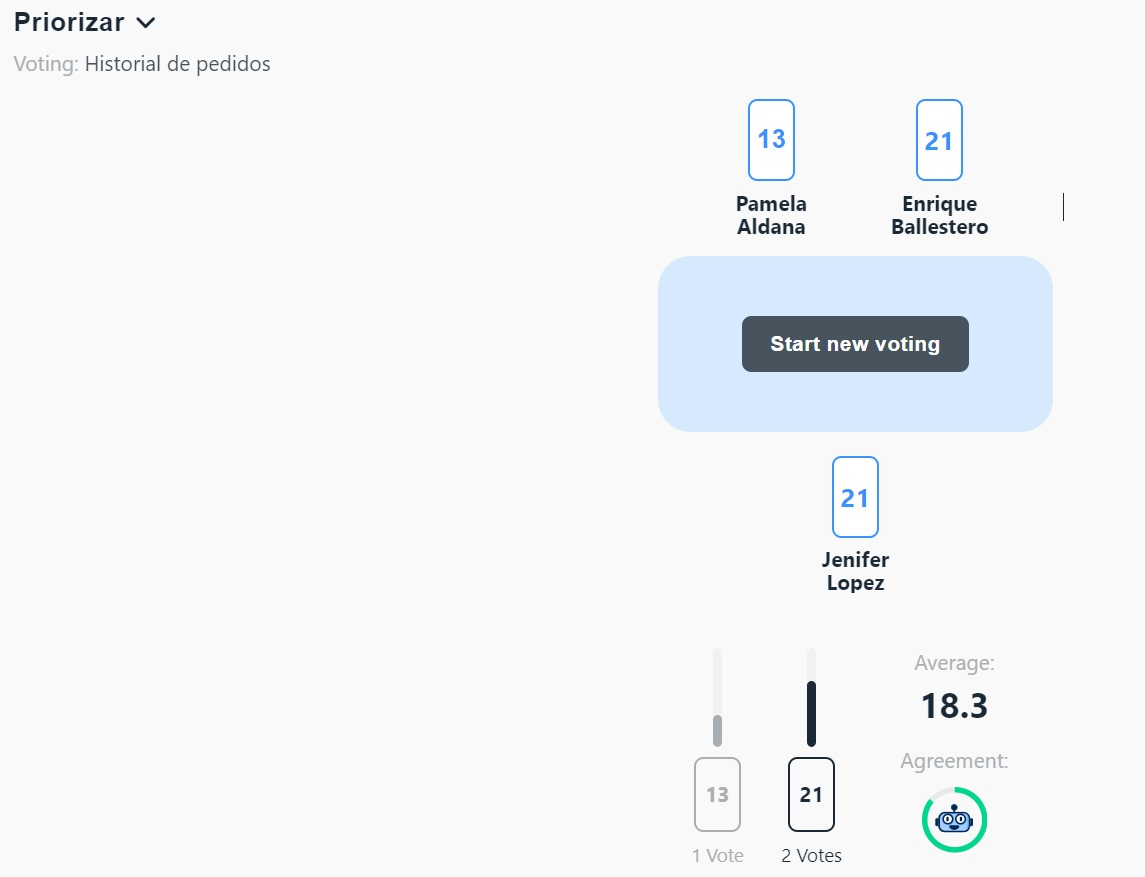 Priorizar
Voting: Historial de pedidos
13
21
Pamela
Aldana
Enrique
Ballestero
Start new voting
21
Jenifer
Lopez
Average:
18.3
Agreement:
13
21
1 Vote
2 Votes